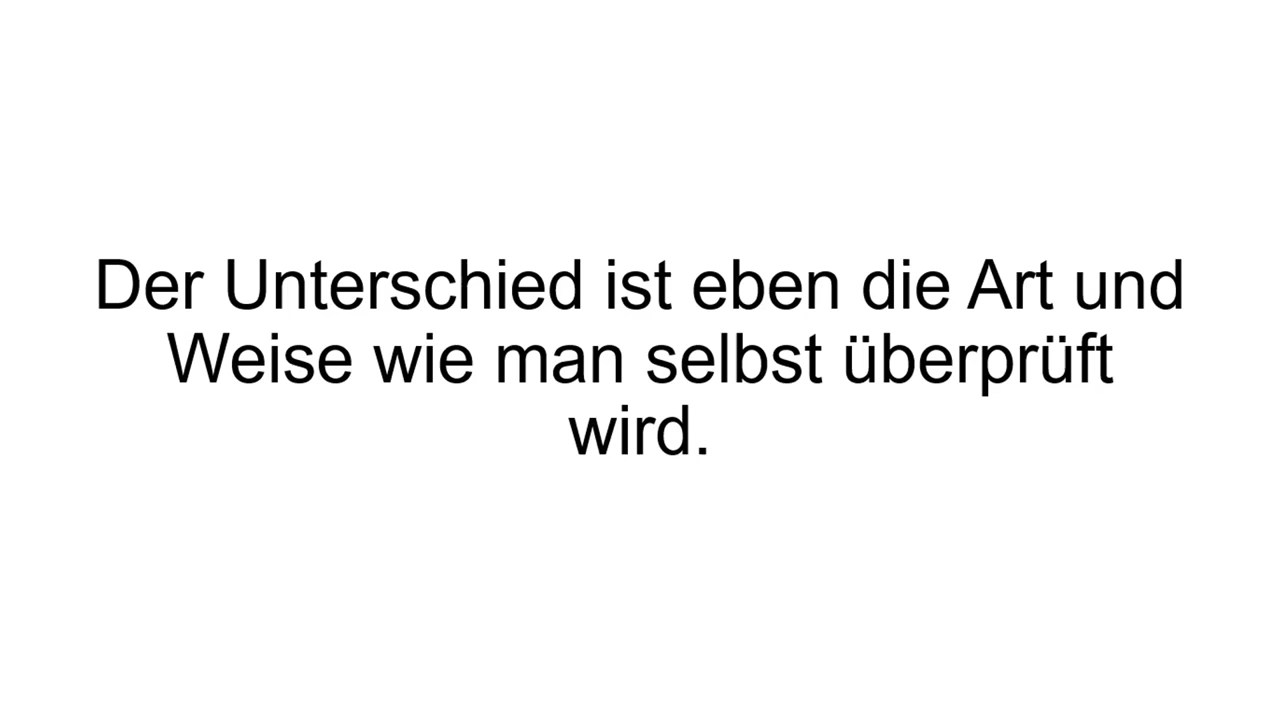 Der Unterschied ist eben die Art und
Weise wie man selbst überprüft
wird.